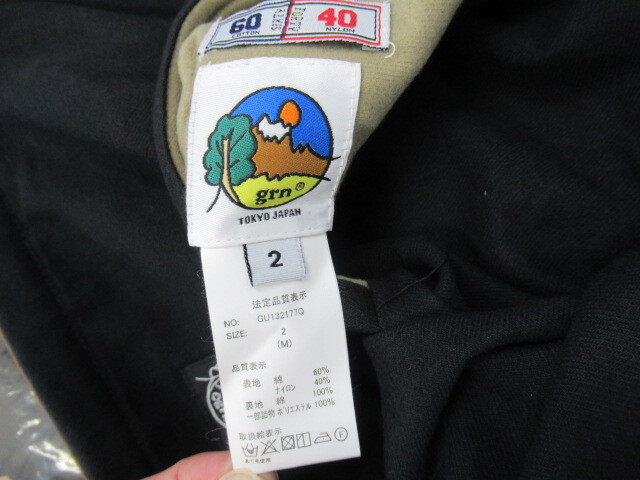 60
COTTON
40
NYLON
grn
TOKYO JAPAN
2
法定品質表示
NO: GU132177Q
SIZE: 2
(M)
品質表示
表地 綿 60%
ナイロン 40%
裏地 綿 100%
一部諸物 ポリエステル 100%
取扱絵表示